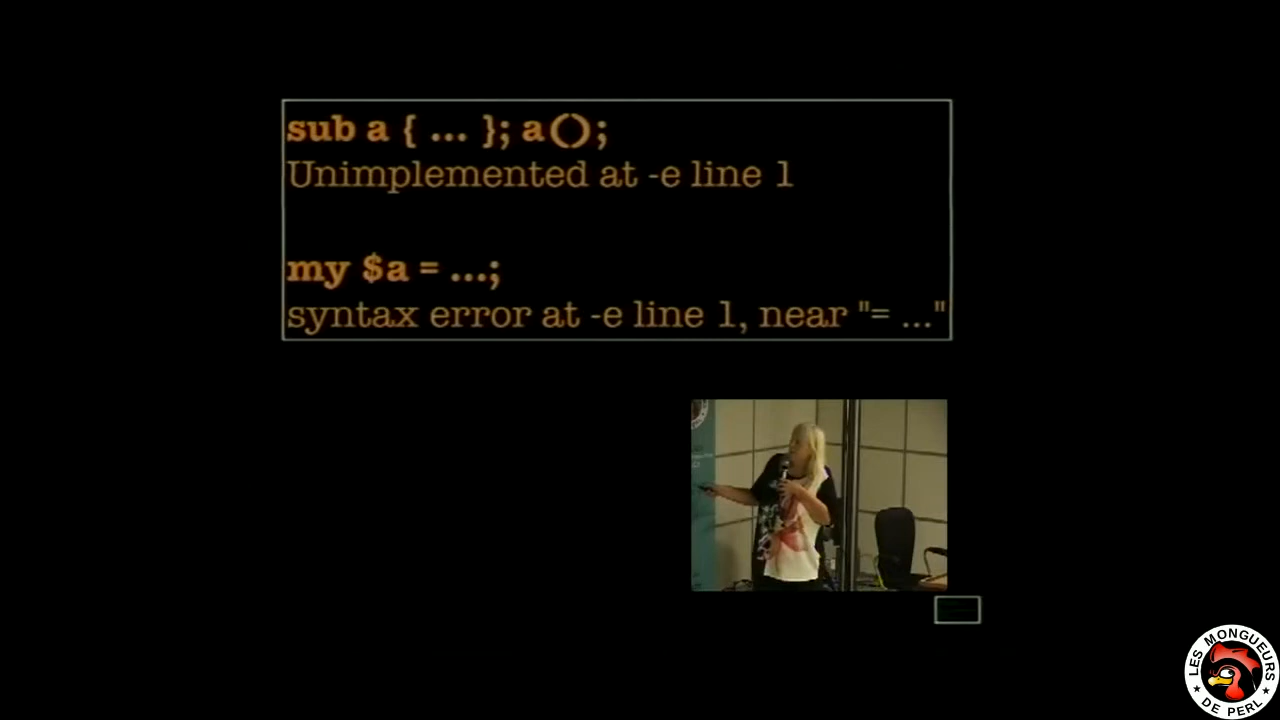 sub a { ... }; a();
Unimplemented at -e line 1
my $a = ...;
syntax error at -e line 1, near "= ..."
LES MONGUEURS
DE PERL